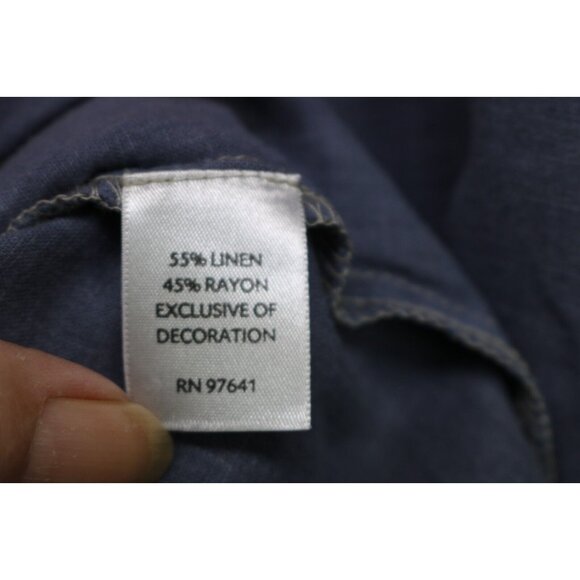 55% LINEN
45% RAYON
EXCLUSIVE OF
DECORATION
RN 97641